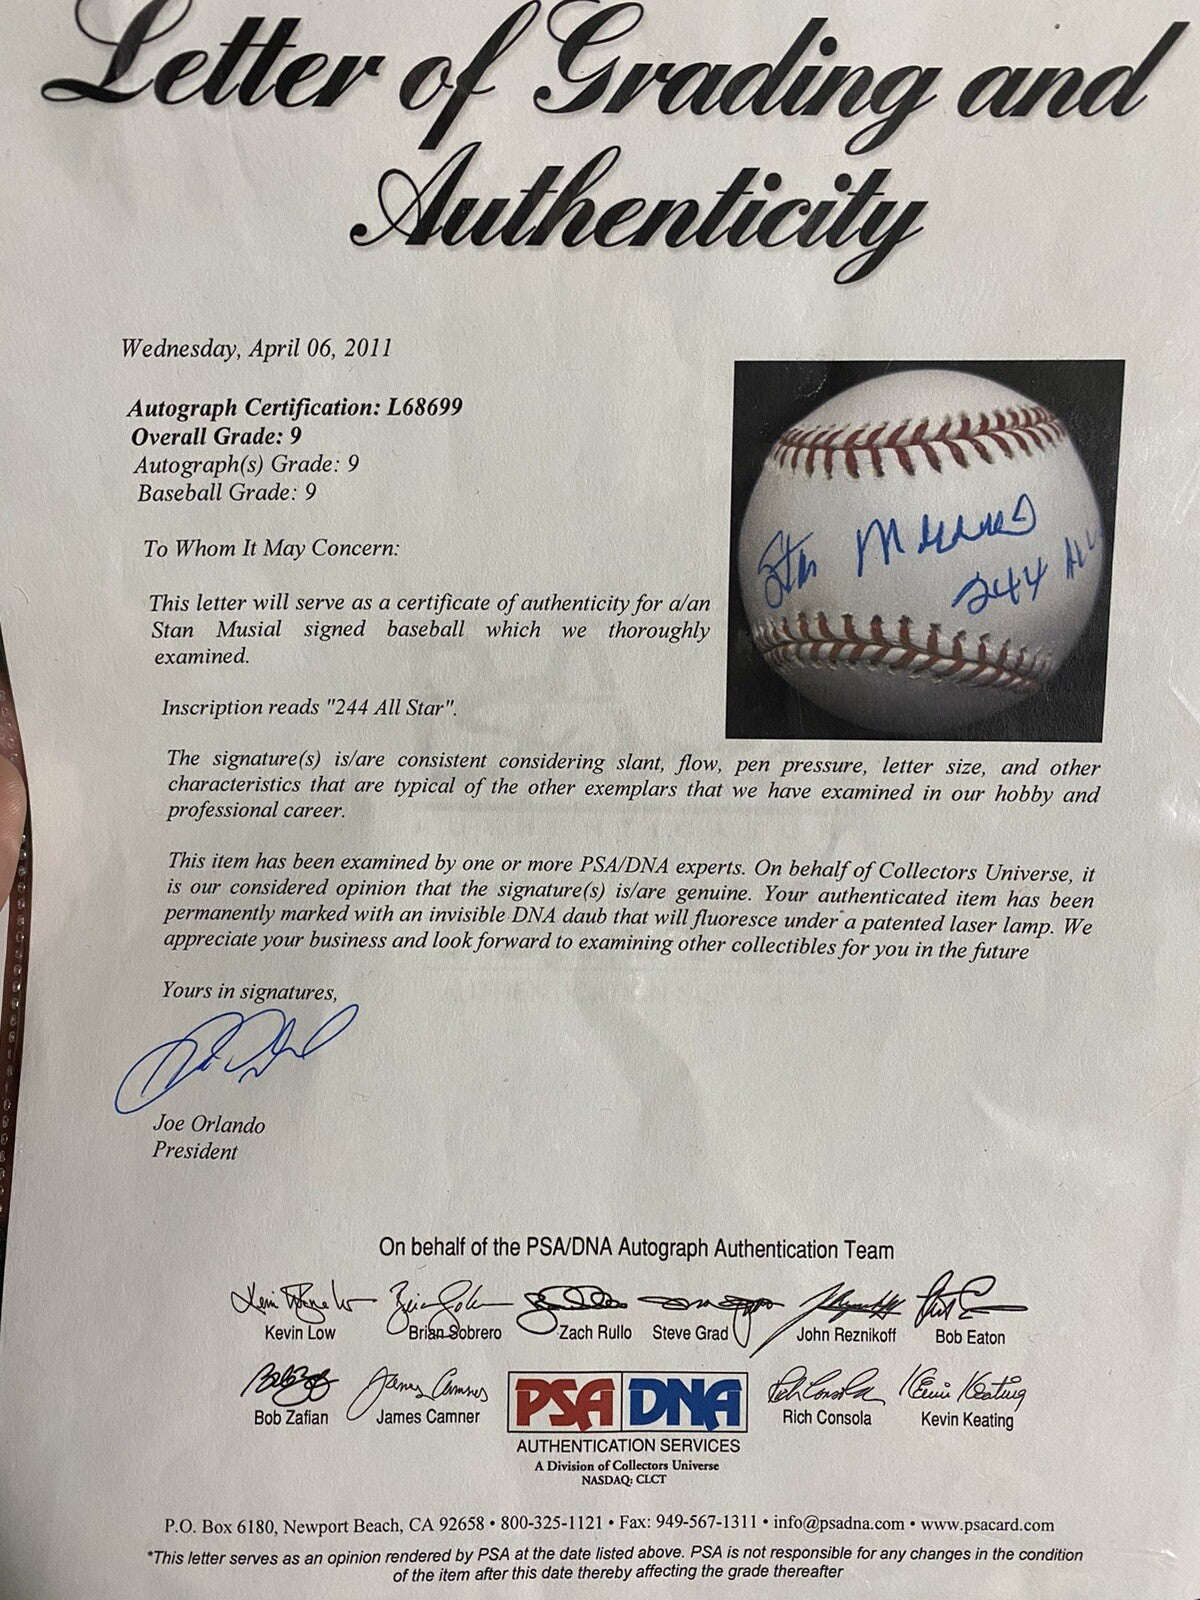 Letter of Grading and
Authenticity
Wednesday, April 06, 2011
Autograph Certification: L68699
Overall Grade: 9
Autograph(s) Grade: 9
Baseball Grade: 9
To Whom It May Concern:
This letter will serve as a certificate of authenticity for a/an
Stan Musial signed baseball which we thoroughly
examined.
Stan Musial
244 ALL
Inscription reads "244 All Star".
The signature(s) is/are consistent considering slant, flow, pen pressure, letter size, and other
characteristics that are typical of the other exemplars that we have examined in our hobby and
professional career.
This item has been examined by one or more PSA/DNA experts. On behalf of Collectors Universe, it
is our considered opinion that the signature(s) is/are genuine. Your authenticated item has been
permanently marked with an invisible DNA daub that will fluoresce under a patented laser lamp. We
appreciate your business and look forward to examining other collectibles for you in the future
Yours in signatures,
Joe Orlando
President
On behalf of the PSA/DNA Autograph Authentication Team
Kevin Low Brian Sobrero Zach Rullo Steve Grad John Reznikoff Bob Eaton
James Camner Kevin Keating
Bob Zafian James Camner PSA DNA Rich Consola Kevin Keating
AUTHENTICATION SERVICES
A Division of Collectors Universe
NASDAQ: CLCT
P.O. Box 6180, Newport Beach, CA 92658 • 800-325-1121 • Fax: 949-567-1311 • info@psadna.com • www.psacard.com
*This letter serves as an opinion rendered by PSA at the date listed above. PSA is not responsible for any changes in the condition
of the item after this date thereby affecting the grade thereafter